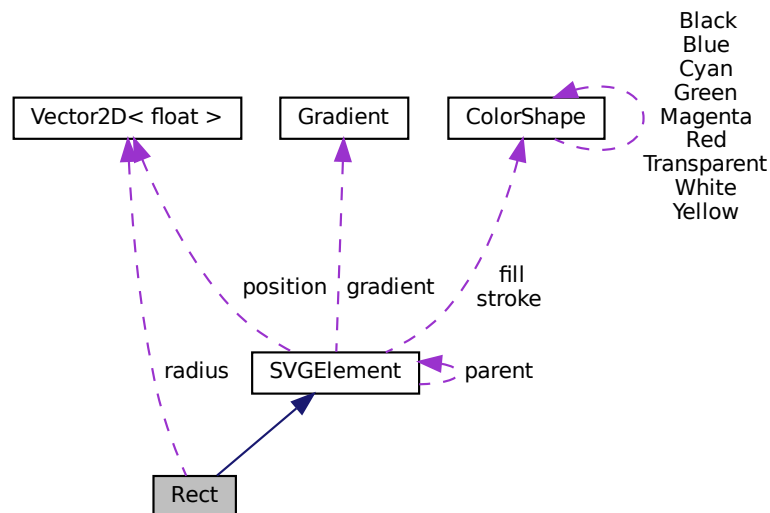 Black
Blue
Cyan
Green
Magenta
Red
Transparent
White
Yellow
Vector2D< float >
Gradient
ColorShape
position
gradient
fill
stroke
radius
SVGElement
parent
Rect